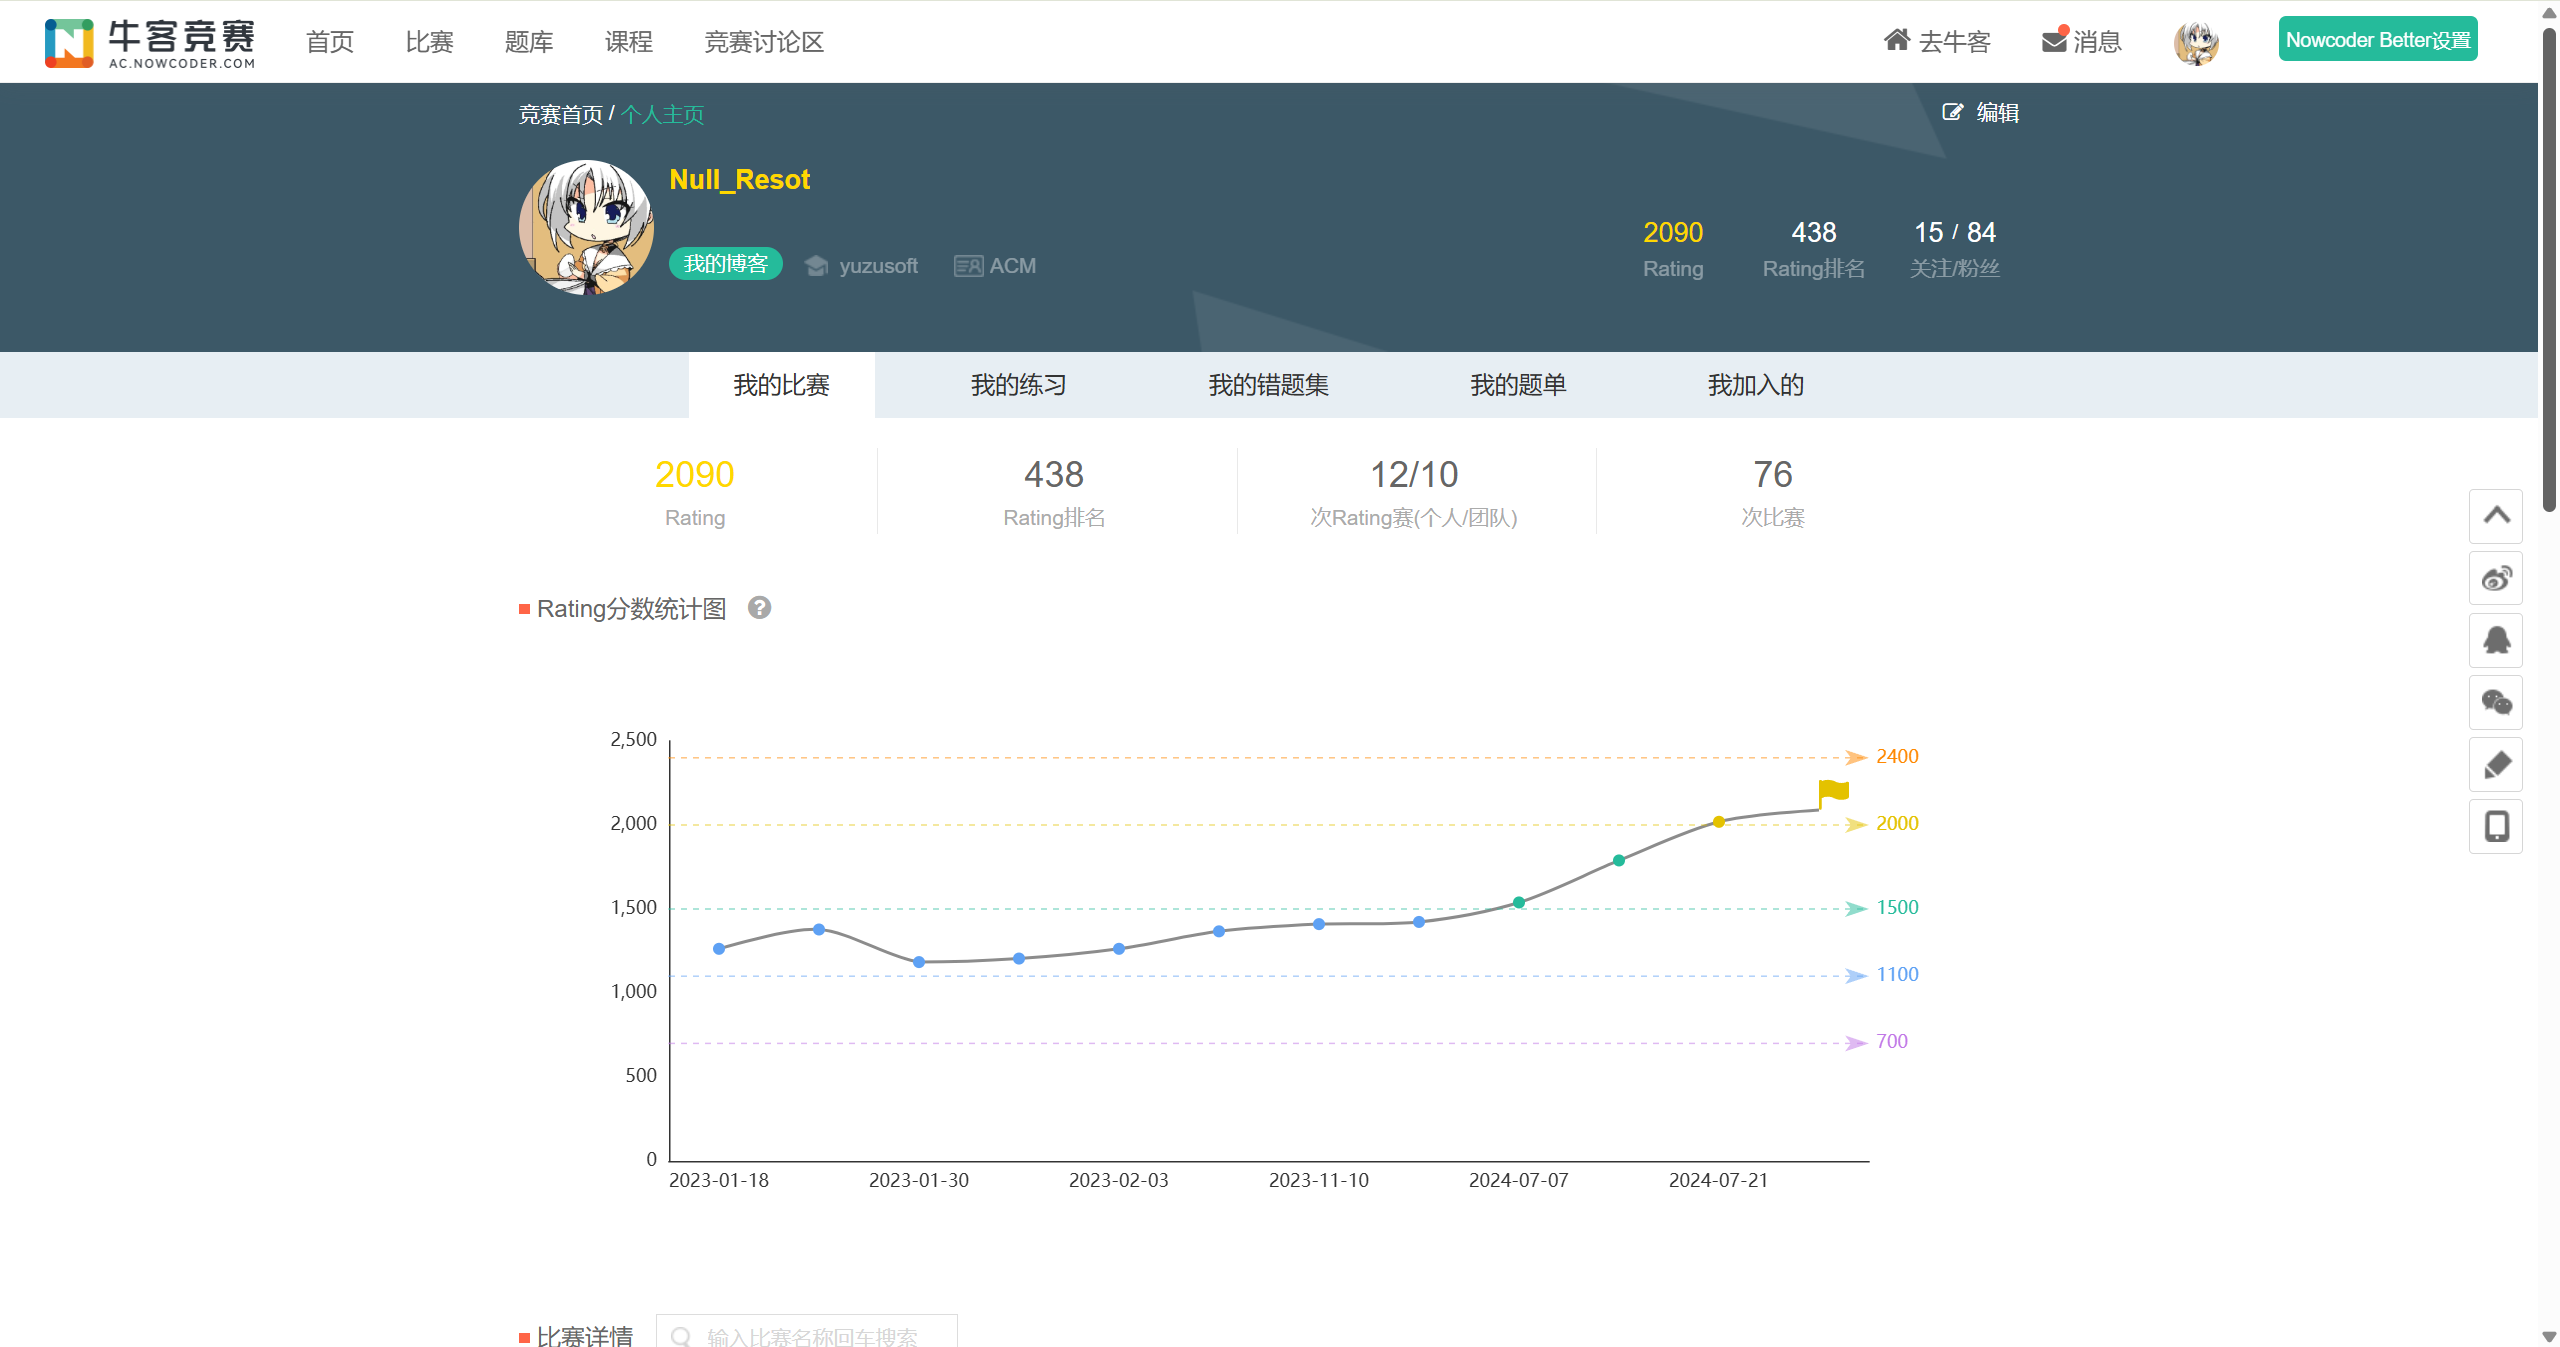 牛客竞赛
AC.NOWCODER.COM
首页 比赛 题库 课程 竞赛讨论区 去牛客 消息 Nowcoder Better设置
竞赛首页 / 个人主页 编辑
Null_Resot
我的博客 yuzusoft ACM
2090 438 15 / 84
Rating Rating排名 关注/粉丝
我的比赛 我的练习 我的错题集 我的题单 我加入的
2090 438 12/10 76
Rating Rating排名 次Rating赛(个人/团队) 次比赛
Rating分数统计图 ?
2,500
2400
2,000 2000
1,500 1500
1100
1,000
700
500
0
2023-01-18 2023-01-30 2023-02-03 2023-11-10 2024-07-07 2024-07-21
比赛详情 输入比赛名称回车搜索